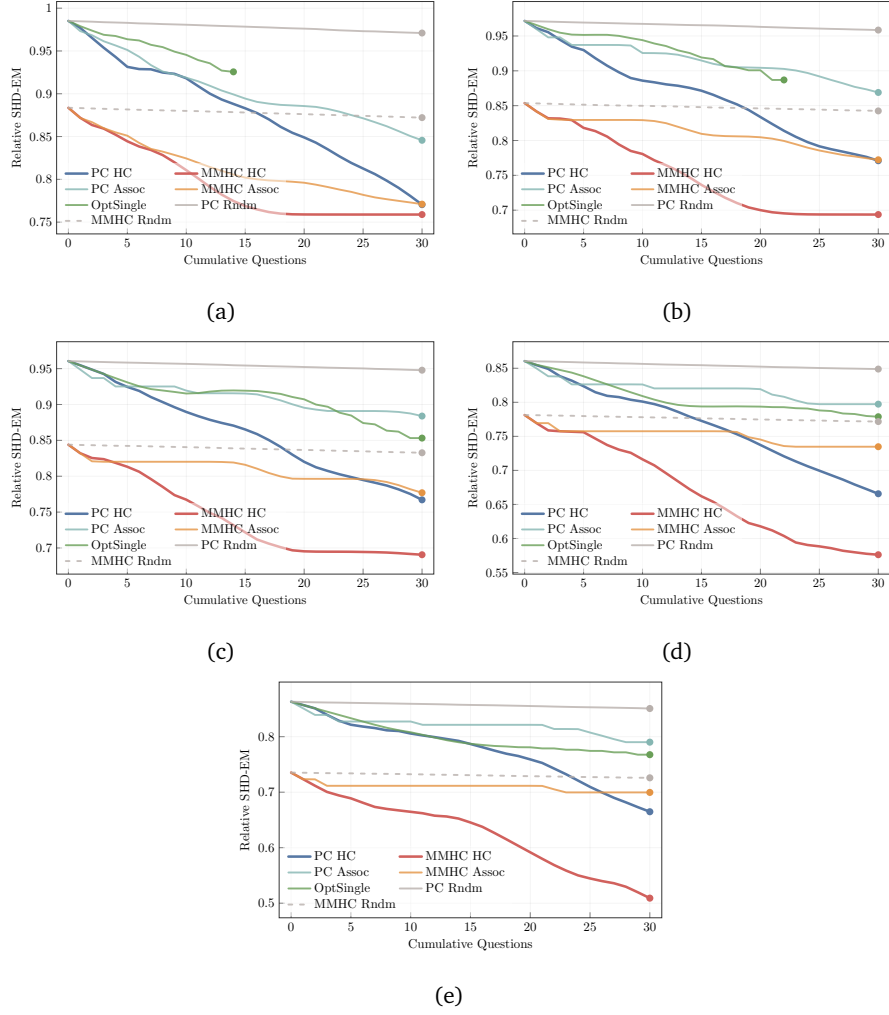 1
0.95
0.9
0.85
0.8
0.75
Relative SHD-EM
PC HC
MMHC HC
PC Assoc
MMHC Assoc
OptSingle
PC Rndm
MMHC Rndm
0 5 10 15 20 25 30
Cumulative Questions
(a)
0.95
0.9
0.85
0.8
0.75
0.7
Relative SHD-EM
PC HC
MMHC HC
PC Assoc
MMHC Assoc
OptSingle
PC Rndm
MMHC Rndm
0 5 10 15 20 25 30
Cumulative Questions
(b)
0.95
0.9
0.85
0.8
0.75
0.7
Relative SHD-EM
PC HC
MMHC HC
PC Assoc
MMHC Assoc
OptSingle
PC Rndm
MMHC Rndm
0 5 10 15 20 25 30
Cumulative Questions
(c)
0.85
0.8
0.75
0.7
0.65
0.6
0.55
Relative SHD-EM
PC HC
MMHC HC
PC Assoc
MMHC Assoc
OptSingle
PC Rndm
MMHC Rndm
0 5 10 15 20 25 30
Cumulative Questions
(d)
0.8
0.7
0.6
0.5
Relative SHD-EM
PC HC
MMHC HC
PC Assoc
MMHC Assoc
OptSingle
PC Rndm
MMHC Rndm
0 5 10 15 20 25 30
Cumulative Questions
(e)